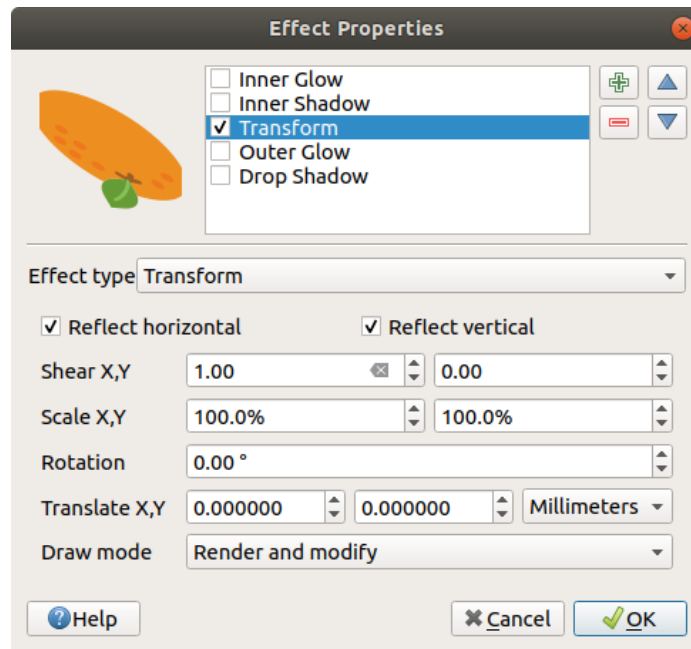 Effect Properties
Inner Glow
Inner Shadow
Transform
Outer Glow
Drop Shadow
Effect type Transform
Reflect horizontal Reflect vertical
Shear X,Y 1.00 0.00
Scale X,Y 100.0% 100.0%
Rotation 0.00 °
Translate X,Y 0.000000 0.000000 Millimeters
Draw mode Render and modify
Help Cancel OK